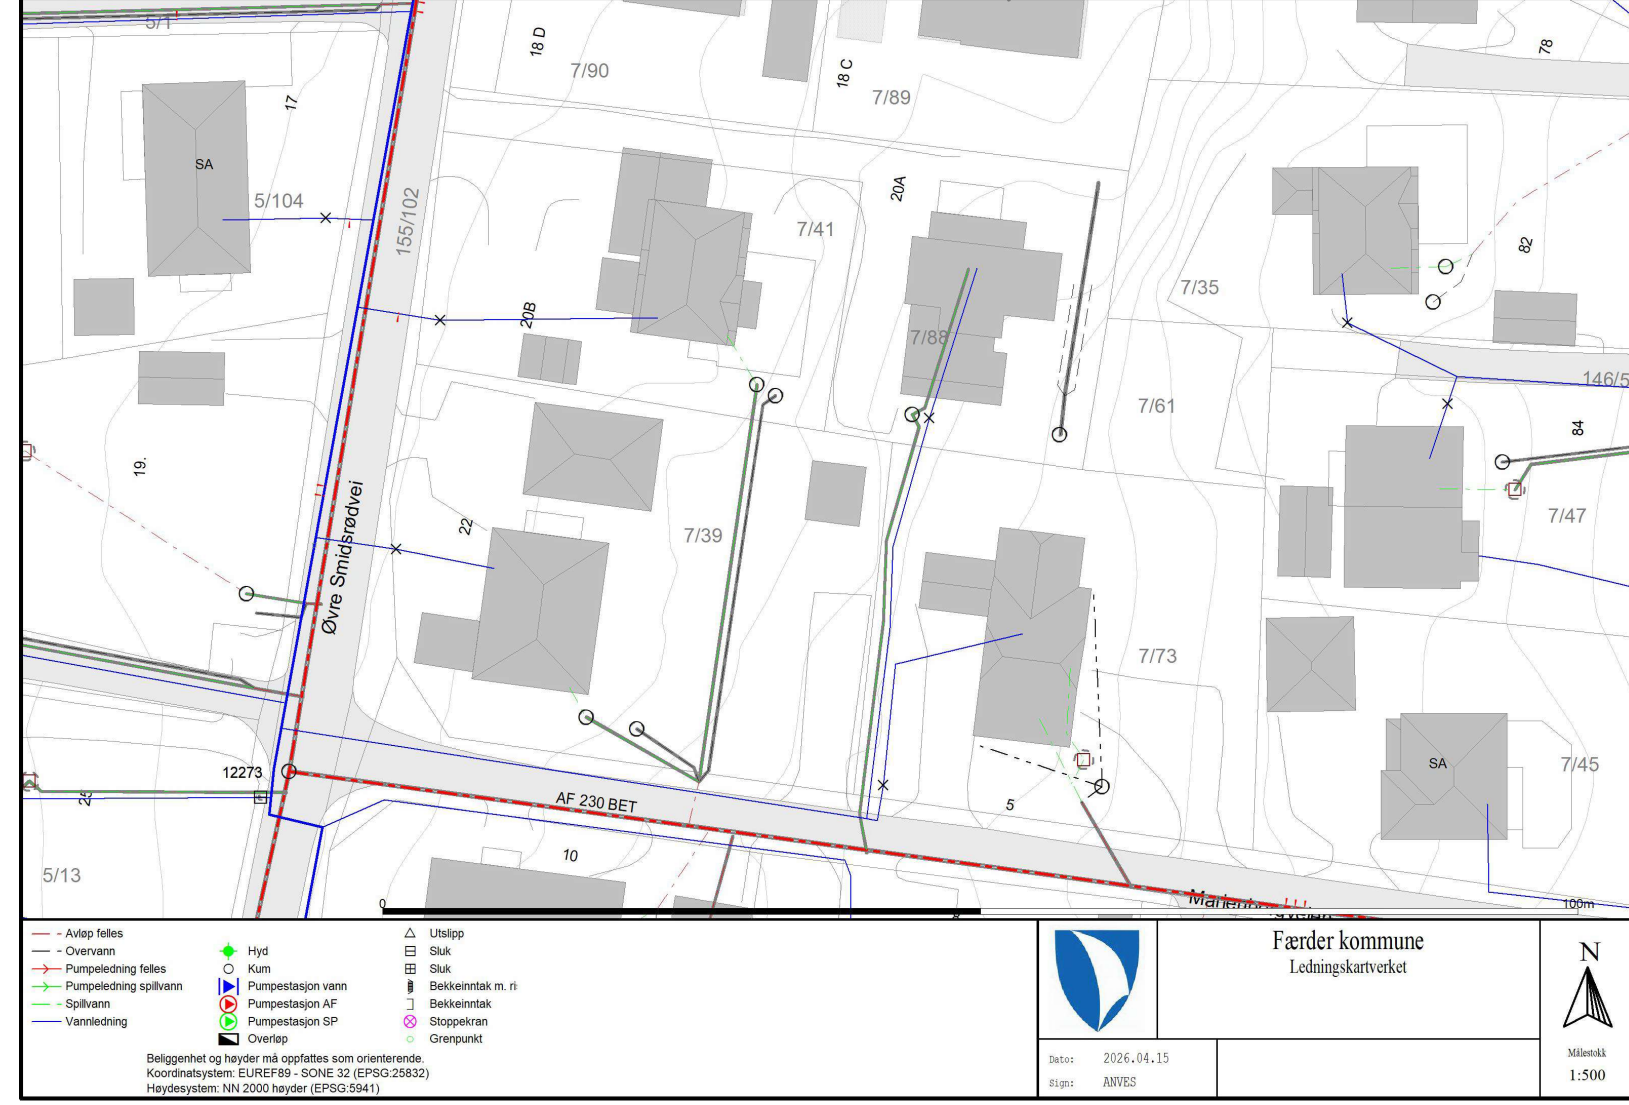 5/1
18 D
7/90
18 C
7/89
78
17
SA
5/104
155/102
20A
7/41
82
7/35
20B
7/88
146/5
7/61
84
19.
22
7/39
7/47
Øvre Smidsrødvei
7/73
12273
SA
7/45
25
AF 230 BET
5
10
5/13
0
100m
Avløp felles
Overvann
Pumpeledning felles
Pumpeledning spillvann
Spillvann
Vannledning
Hyd
Kum
Pumpestasjon vann
Pumpestasjon AF
Pumpestasjon SP
Overløp
Utslipp
Sluk
Sluk
Bekkeinntak m. ri
Bekkeinntak
Stoppekran
Grenpunkt
Beliggenhet og høyder må oppfattes som orienterende.
Koordinatsystem: EUREF89 - SONE 32 (EPSG:25832)
Høydesystem: NN 2000 høyder (EPSG:5941)
Færder kommune
Ledningskartverket
Dato: 2026.04.15
Sign: ANVES
N
Målestokk
1:500